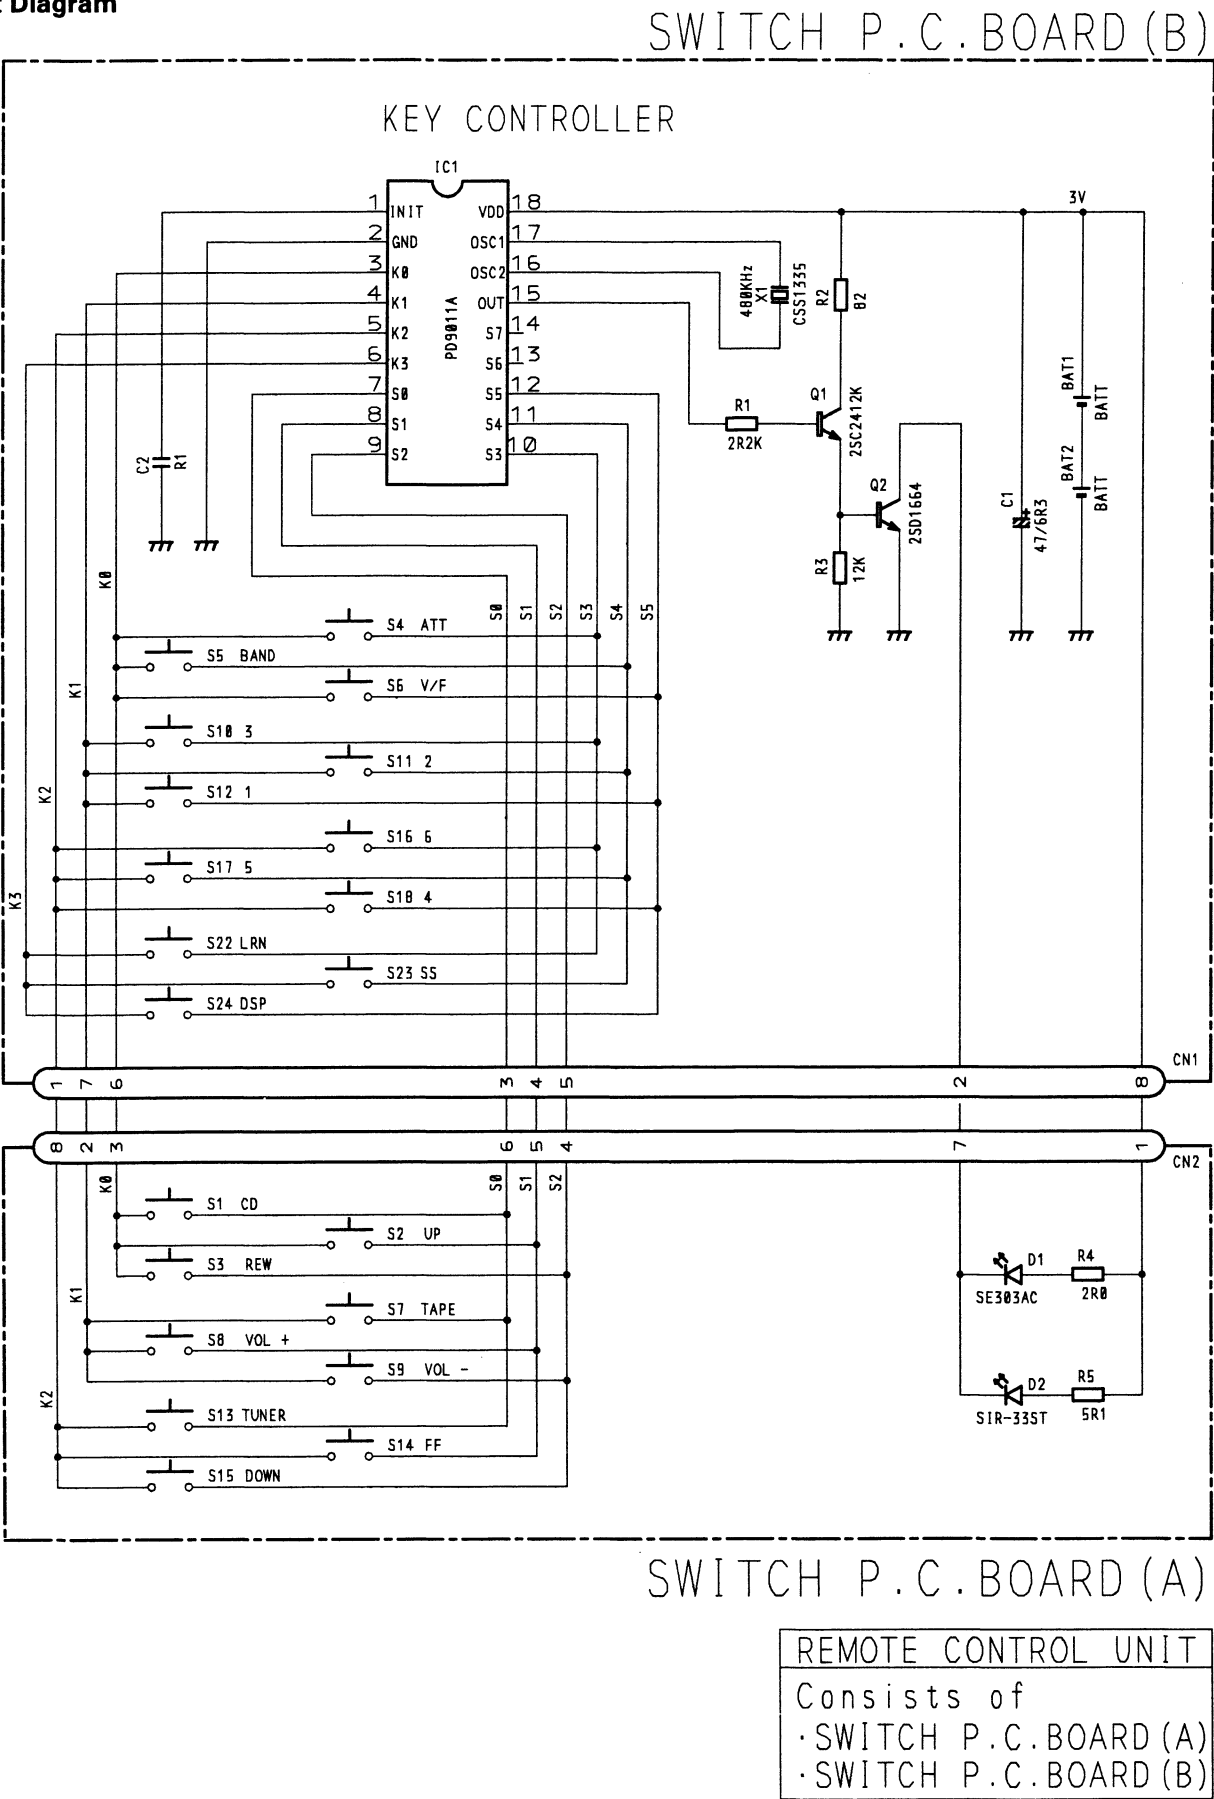 t Diagram
SWITCH P.C.BOARD(B)
KEY CONTROLLER
IC1
PD9011A
1 INIT
2 GND
3 K0
4 K1
5 K2
6 K3
7 S0
8 S1
9 S2
18 VDD
17 OSC1
16 OSC2
15 OUT
14 S7
13 S6
12 S5
11 S4
10 S3
3V
480KHz
X1
CSS1335
R2
82
BAT1
BATT
BAT2
BATT
R1
2R2K
Q1
2SC2412K
Q2
2SD1664
C1
47/6R3
R3
12K
C2
R1
K0
K1
K2
K3
S0
S1
S2
S3
S4
S5
S4 ATT
S5 BAND
S6 V/F
S10 3
S11 2
S12 1
S16 6
S17 5
S18 4
S22 LRN
S23 SS
S24 DSP
CN1
1 7 6 3 4 5 2 8
8 2 3 6 5 4 7 1
CN2
K0
K1
K2
S0
S1
S2
S1 CD
S2 UP
S3 REW
S7 TAPE
S8 VOL +
S9 VOL -
S13 TUNER
S14 FF
S15 DOWN
D1
SE303AC
R4
2R0
D2
SIR-33ST
R5
5R1
SWITCH P.C.BOARD(A)
REMOTE CONTROL UNIT
Consists of
·SWITCH P.C.BOARD(A)
·SWITCH P.C.BOARD(B)